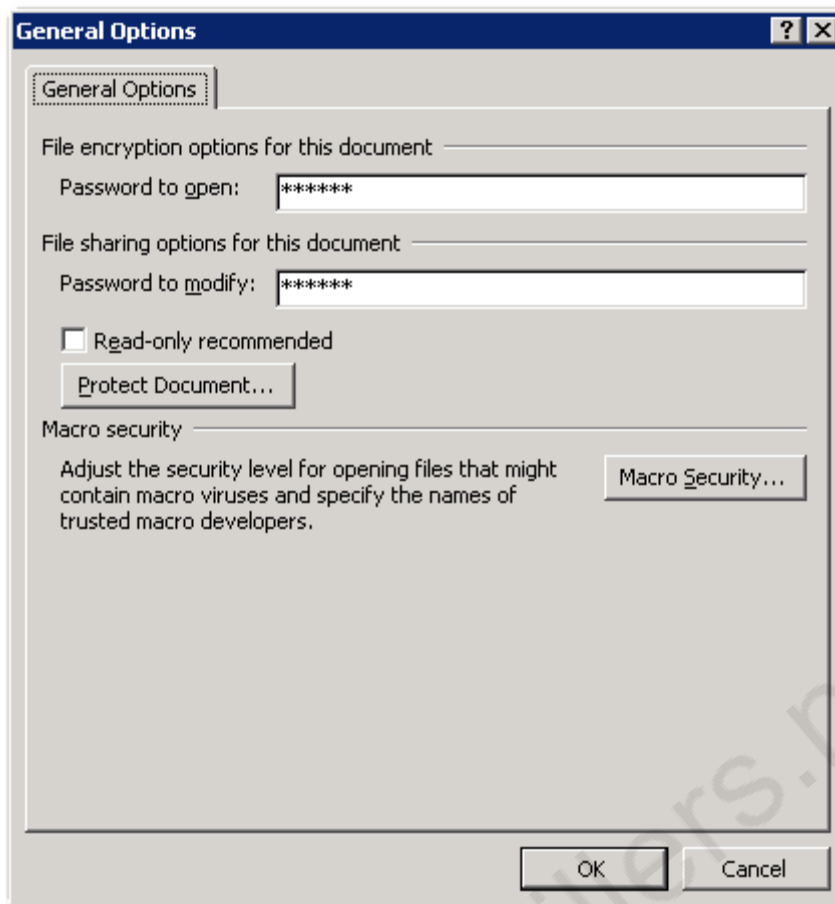 General Options
General Options
File encryption options for this document
Password to open: ******
File sharing options for this document
Password to modify: ******
Read-only recommended
Protect Document...
Macro security
Adjust the security level for opening files that might
contain macro viruses and specify the names of
trusted macro developers.
Macro Security...
OK
Cancel